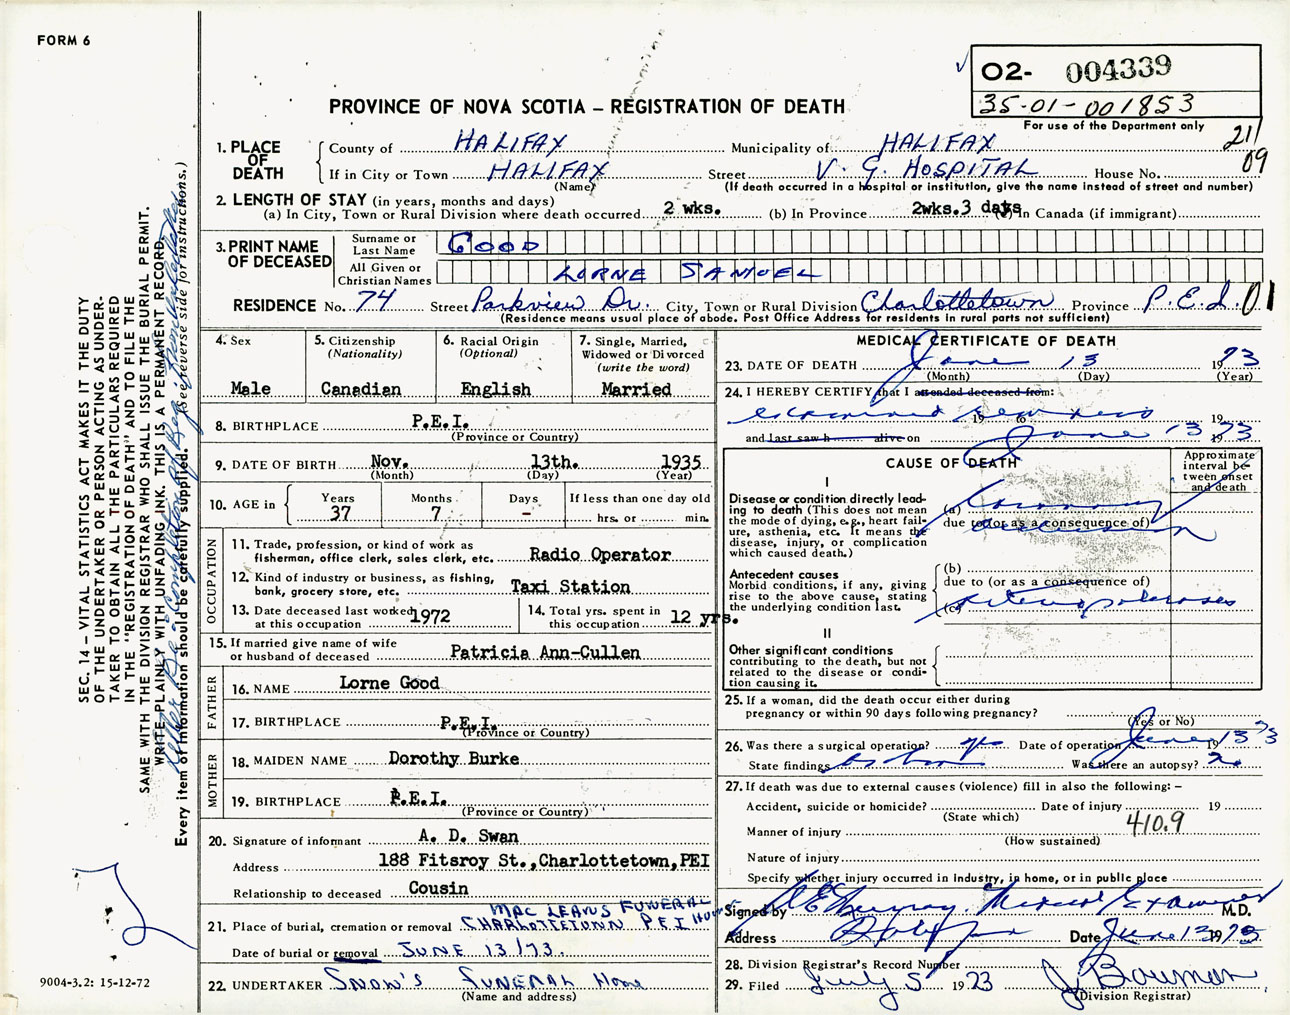 FORM 6
O2- 004339
35-01-001853
For use of the Department only
211
09
PROVINCE OF NOVA SCOTIA – REGISTRATION OF DEATH
1. PLACE OF DEATH
County of HALIFAX Municipality of HALIFAX
If in City or Town HALIFAX Street V. G. HOSPITAL House No.
(Name) (If death occurred in a hospital or institution, give the name instead of street and number)
2. LENGTH OF STAY (in years, months and days)
(a) In City, Town or Rural Division where death occurred 2 wks. (b) In Province 2wks.3 days (c) In Canada (if immigrant)
3. PRINT NAME OF DECEASED
Surname or Last Name GOOD
All Given or Christian Names LORNE SAMUEL
RESIDENCE No. 74 Street Parkview Dr. City, Town or Rural Division Charlottetown Province P.E.I. 01
(Residence means usual place of abode. Post Office Address for residents in rural parts not sufficient)
4. Sex
Male
5. Citizenship
(Nationality)
Canadian
6. Racial Origin
(Optional)
English
7. Single, Married, Widowed or Divorced
(write the word)
Married
8. BIRTHPLACE P.E.I.
(Province or Country)
9. DATE OF BIRTH Nov. 13th. 1935
(Month) (Day) (Year)
10. AGE in
Years 37
Months 7
Days -
If less than one day old
hrs. or min.
OCCUPATION
11. Trade, profession, or kind of work as
fisherman, office clerk, sales clerk, etc. Radio Operator
12. Kind of industry or business, as fishing,
bank, grocery store, etc. Taxi Station
13. Date deceased last worked
at this occupation 1972
14. Total yrs. spent in
this occupation 12 yrs.
15. If married give name of wife
or husband of deceased Patricia Ann-Cullen
FATHER
16. NAME Lorne Good
17. BIRTHPLACE P.E.I.
(Province or Country)
MOTHER
18. MAIDEN NAME Dorothy Burke
19. BIRTHPLACE P.E.I.
(Province or Country)
20. Signature of informant A. D. Swan
Address 188 Fitsroy St.,Charlottetown,PEI
Relationship to deceased Cousin
MAC LEANS FUNERAL Home
21. Place of burial, cremation or removal CHARLOTTETOWN PEI
Date of burial or removal JUNE 13/73.
22. UNDERTAKER SNOW'S FUNERAL Home
(Name and address)
MEDICAL CERTIFICATE OF DEATH
23. DATE OF DEATH June 13 1973
(Month) (Day) (Year)
24. I HEREBY CERTIFY that I attended deceased from:
examined 19 to 19
and last saw h alive on June 13 1973
CAUSE OF DEATH
Approximate interval between onset and death
I
Disease or condition directly leading to death (This does not
mean the mode of dying, e.g., heart failure, asthenia, etc. It means the
disease, injury, or complication
which caused death.)
(a) Coronary
due to (or as a consequence of)
occlusion
Antecedent causes
Morbid conditions, if any, giving
rise to the above cause, stating
the underlying condition last.
(b)
due to (or as a consequence of)
(c) Arteriosclerosis
II
Other significant conditions
contributing to the death, but not
related to the disease or condition causing it.
25. If a woman, did the death occur either during
pregnancy or within 90 days following pregnancy?
(Yes or No)
26. Was there a surgical operation? yes Date of operation June 13 1973
State findings Was there an autopsy? no
27. If death was due to external causes (violence) fill in also the following: –
Accident, suicide or homicide? Date of injury 19
(State which)
410.9
Manner of injury
(How sustained)
Nature of injury
Specify whether injury occurred in industry, in home, or in public place
Signed by Murray Medical Examiner M.D.
Address Halifax Date June 13 1973
28. Division Registrar's Record Number
29. Filed July 5 1973 J Bowman
(Division Registrar)
SEC. 14 – VITAL STATISTICS ACT MAKES IT THE DUTY
OF THE UNDERTAKER OR PERSON ACTING AS UNDER-
TAKER TO OBTAIN ALL THE PARTICULARS REQUIRED
IN THE "REGISTRATION OF DEATH" AND TO FILE THE
SAME WITH THE DIVISION REGISTRAR WHO SHALL ISSUE THE BURIAL PERMIT.
WRITE PLAINLY WITH UNFADING INK. THIS IS A PERMANENT RECORD.
Every item of information should be carefully supplied. (See reverse side for instructions.)
9004-3.2: 15-12-72